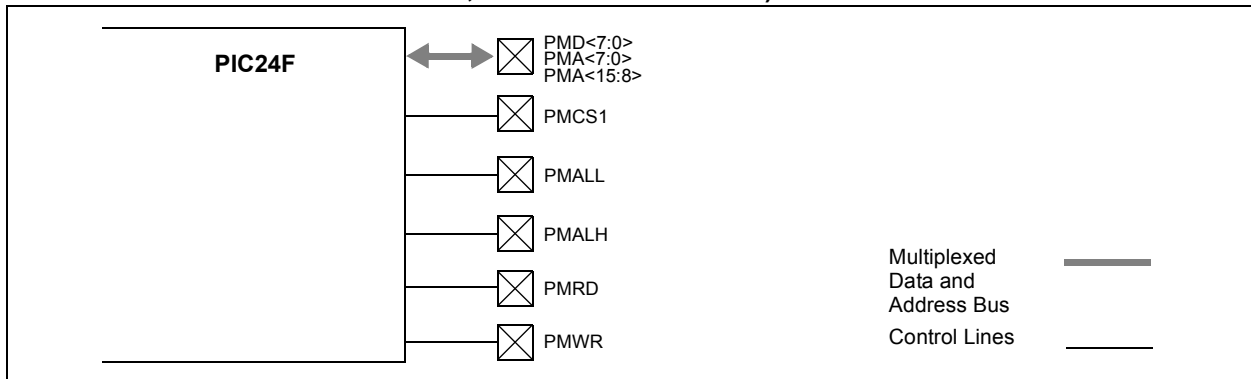 PIC24F
PMD<7:0>
PMA<7:0>
PMA<15:8>
PMCS1
PMALL
PMALH
PMRD
PMWR
Multiplexed
Data and
Address Bus
Control Lines